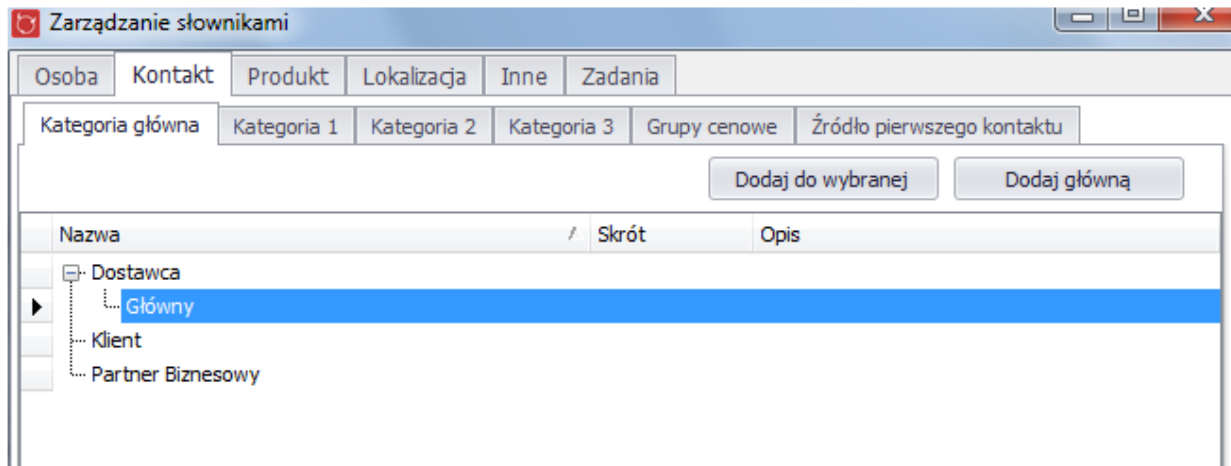 Zarządzanie słownikami
Osoba Kontakt Produkt Lokalizacja Inne Zadania
Kategoria główna Kategoria 1 Kategoria 2 Kategoria 3 Grupy cenowe Źródło pierwszego kontaktu
Dodaj do wybranej Dodaj główną
Nazwa Skrót Opis
Dostawca
Główny
Klient
Partner Biznesowy